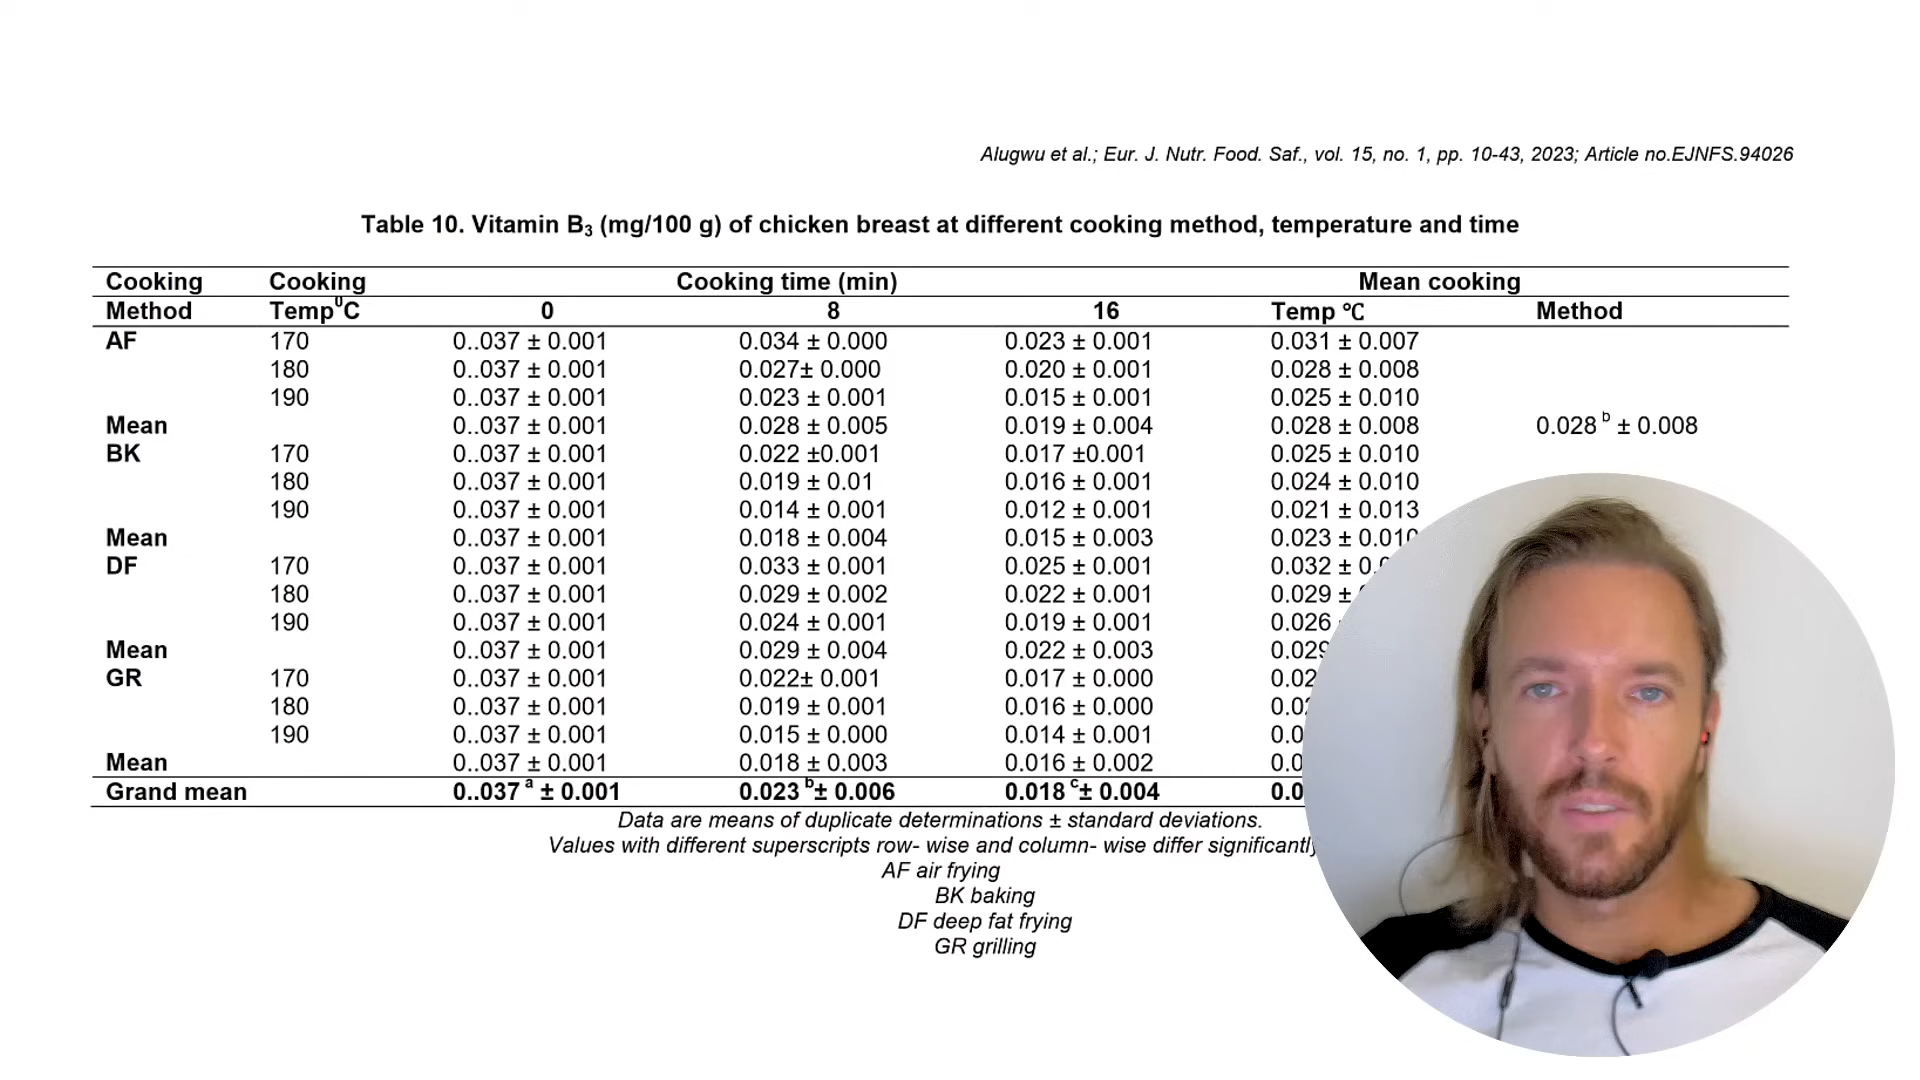 Alugwu et al.; Eur. J. Nutr. Food. Saf., vol. 15, no. 1, pp. 10-43, 2023; Article no.EJNFS.94026
Table 10. Vitamin B₃ (mg/100 g) of chicken breast at different cooking method, temperature and time
Cooking Cooking Cooking time (min) Mean cooking
Method Temp⁰C 0 8 16 Temp °C Method
AF 170 0..037 ± 0.001 0.034 ± 0.000 0.023 ± 0.001 0.031 ± 0.007
180 0..037 ± 0.001 0.027± 0.000 0.020 ± 0.001 0.028 ± 0.008
190 0..037 ± 0.001 0.023 ± 0.001 0.015 ± 0.001 0.025 ± 0.010
Mean 0..037 ± 0.001 0.028 ± 0.005 0.019 ± 0.004 0.028 ± 0.008 0.028 ᵇ ± 0.008
BK 170 0..037 ± 0.001 0.022 ±0.001 0.017 ±0.001 0.025 ± 0.010
180 0..037 ± 0.001 0.019 ± 0.01 0.016 ± 0.001 0.024 ± 0.010
190 0..037 ± 0.001 0.014 ± 0.001 0.012 ± 0.001 0.021 ± 0.013
Mean 0..037 ± 0.001 0.018 ± 0.004 0.015 ± 0.003 0.023 ± 0.010
DF 170 0..037 ± 0.001 0.033 ± 0.001 0.025 ± 0.001 0.032 ±
180 0..037 ± 0.001 0.029 ± 0.002 0.022 ± 0.001 0.029 ±
190 0..037 ± 0.001 0.024 ± 0.001 0.019 ± 0.001 0.026
Mean 0..037 ± 0.001 0.029 ± 0.004 0.022 ± 0.003 0.029
GR 170 0..037 ± 0.001 0.022± 0.001 0.017 ± 0.000
180 0..037 ± 0.001 0.019 ± 0.001 0.016 ± 0.000
190 0..037 ± 0.001 0.015 ± 0.000 0.014 ± 0.001
Mean 0..037 ± 0.001 0.018 ± 0.003 0.016 ± 0.002
Grand mean 0..037 ᵃ ± 0.001 0.023 ᵇ± 0.006 0.018 ᶜ± 0.004
Data are means of duplicate determinations ± standard deviations.
Values with different superscripts row- wise and column- wise differ significantly
AF air frying
BK baking
DF deep fat frying
GR grilling